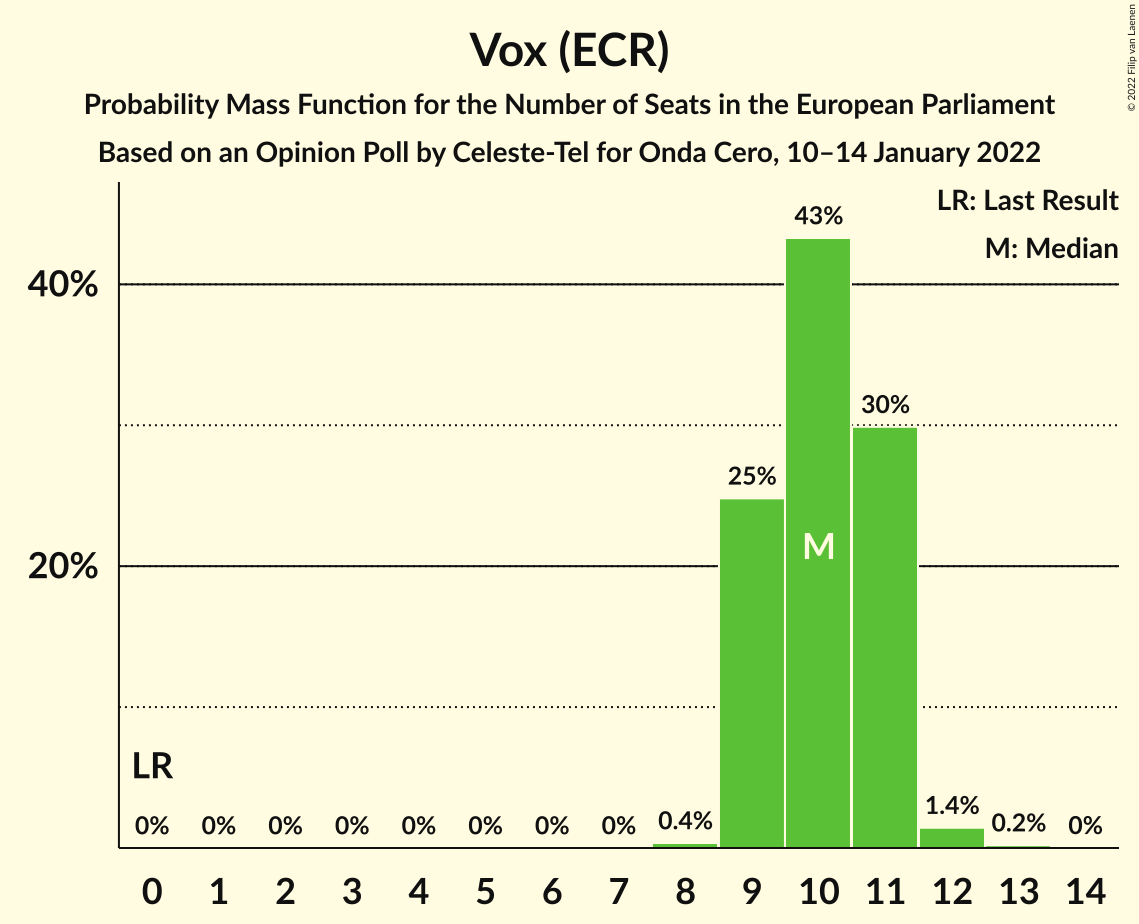 Vox (ECR)
Probability Mass Function for the Number of Seats in the European Parliament
Based on an Opinion Poll by Celeste-Tel for Onda Cero, 10–14 January 2022
© 2022 Filip van Laenen
LR: Last Result
M: Median
40%
20%
43%
30%
25%
M
LR
0% 0% 0% 0% 0% 0% 0% 0% 0.4% 1.4% 0.2% 0%
0 1 2 3 4 5 6 7 8 9 10 11 12 13 14